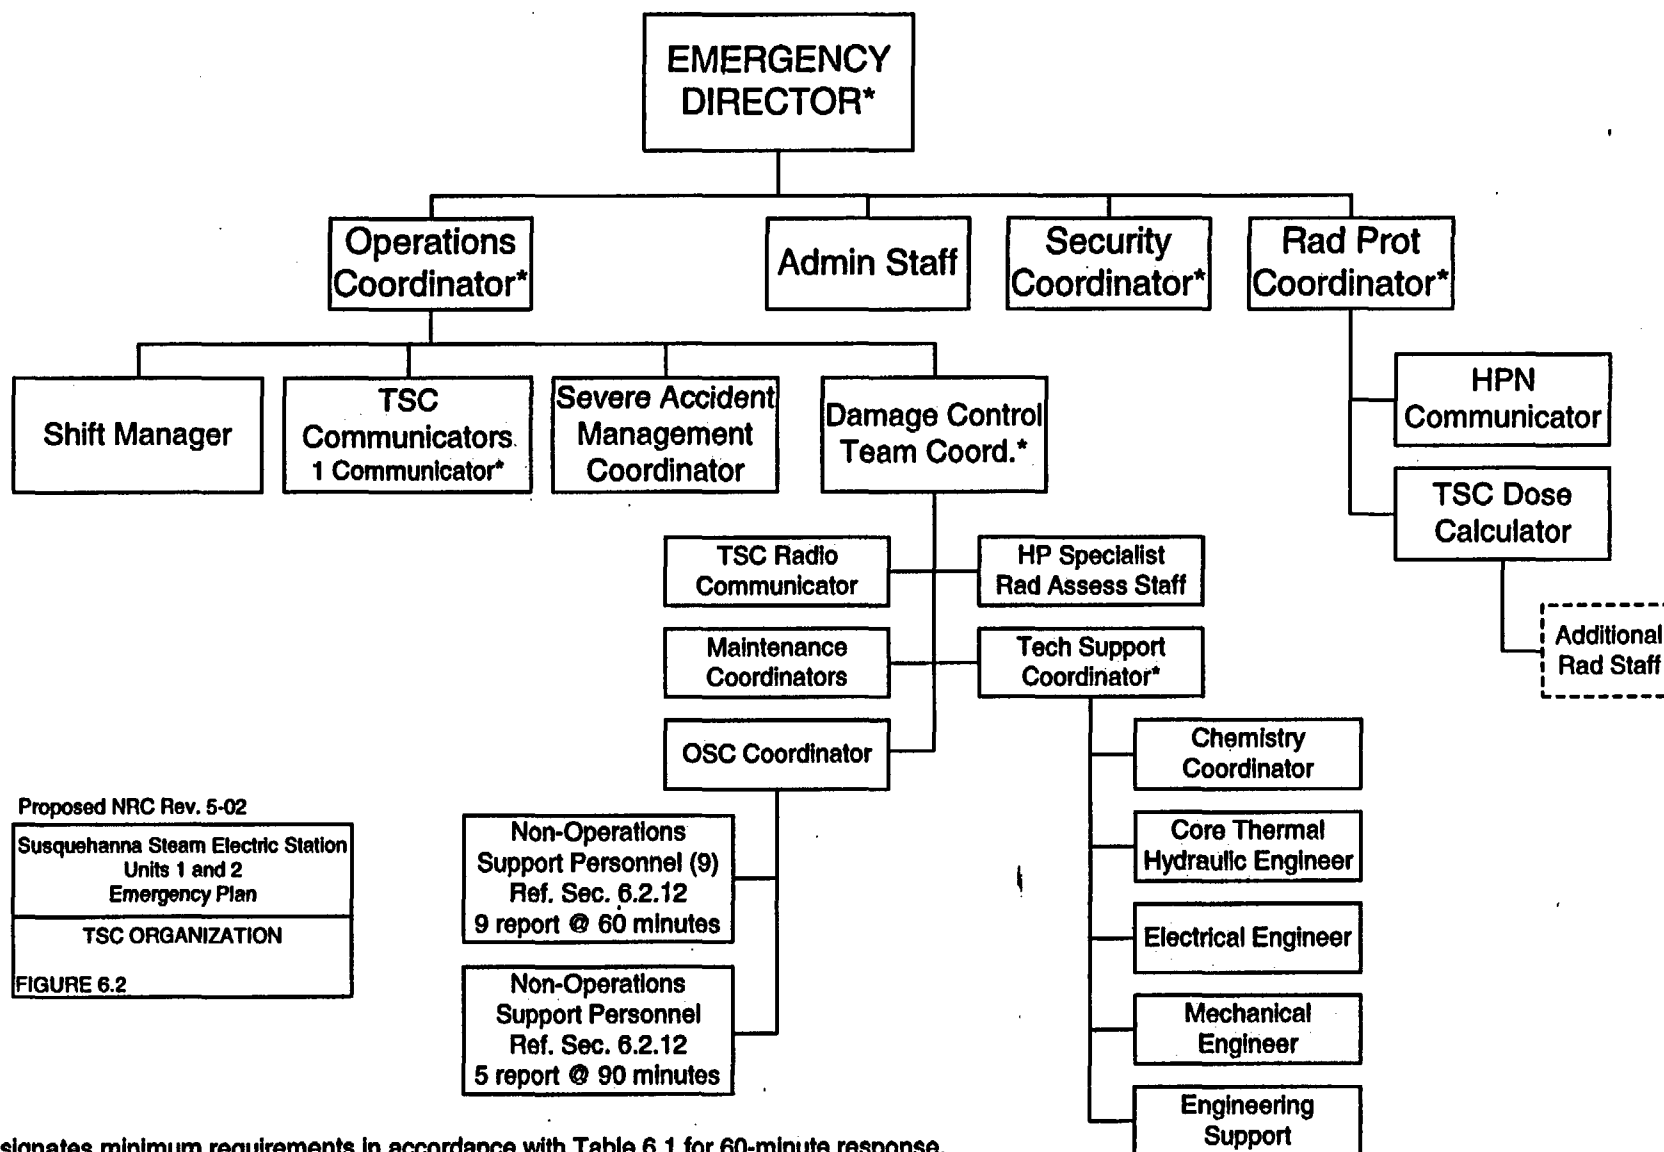 EMERGENCY
DIRECTOR*
Operations
Coordinator*
Admin Staff
Security
Coordinator*
Rad Prot
Coordinator*
Shift Manager
TSC
Communicators
1 Communicator*
Severe Accident
Management
Coordinator
Damage Control
Team Coord.*
HPN
Communicator
TSC Dose
Calculator
TSC Radio
Communicator
HP Specialist
Rad Assess Staff
Additional
Rad Staff
Maintenance
Coordinators
Tech Support
Coordinator*
OSC Coordinator
Chemistry
Coordinator
Core Thermal
Hydraulic Engineer
Electrical Engineer
Mechanical
Engineer
Engineering
Support
Non-Operations
Support Personnel (9)
Ref. Sec. 6.2.12
9 report @ 60 minutes
Non-Operations
Support Personnel
Ref. Sec. 6.2.12
5 report @ 90 minutes
Proposed NRC Rev. 5-02
Susquehanna Steam Electric Station
Units 1 and 2
Emergency Plan
TSC ORGANIZATION
FIGURE 6.2
signates minimum requirements in accordance with Table 6.1 for 60-minute response.